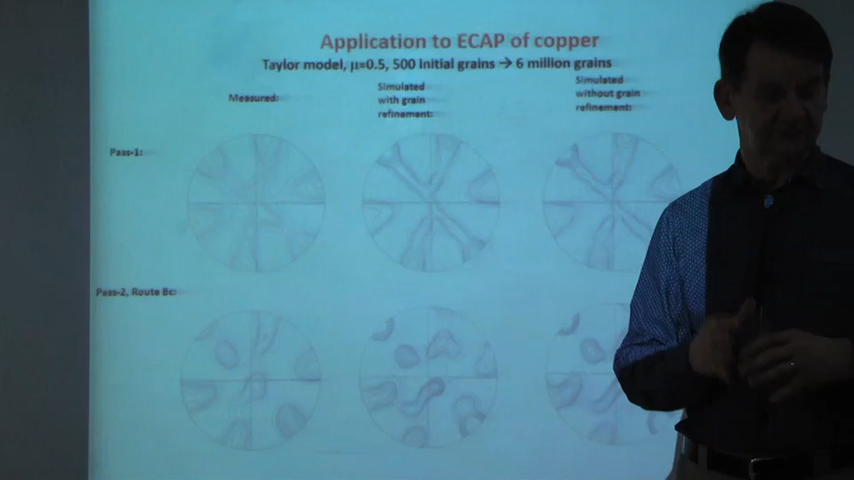 Application to ECAP of copper
Taylor model, μ=0.5, 500 initial grains → 6 million grains
Measured:
Simulated
with grain
refinement:
Simulated
without grain
refinement:
Pass-1:
Pass-2, Route Bc: